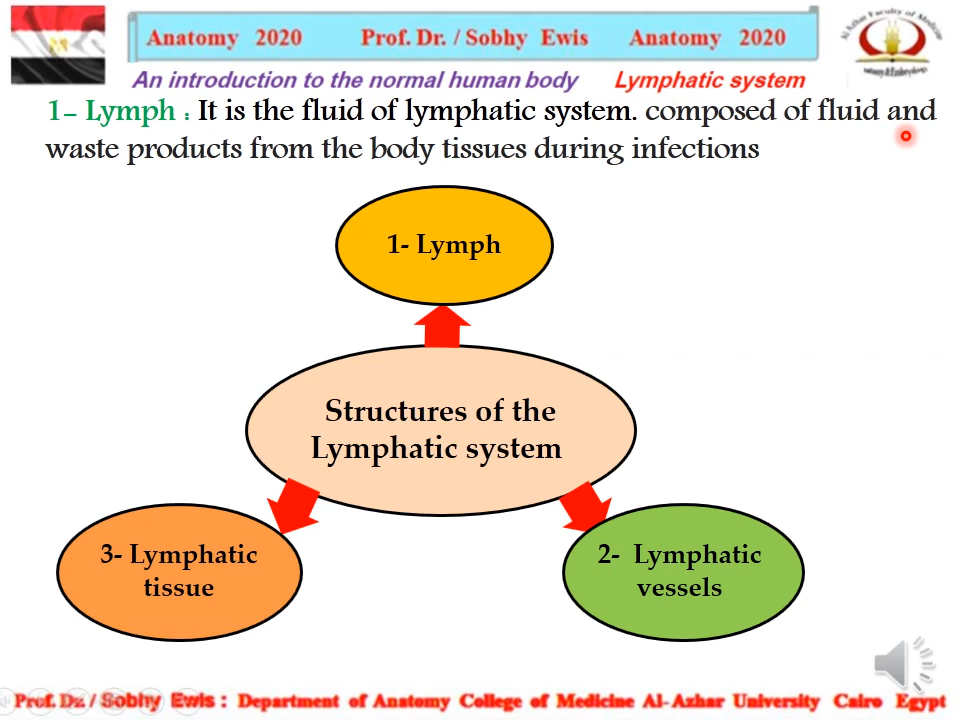 Anatomy 2020 Prof. Dr. / Sobhy Ewis Anatomy 2020
An introduction to the normal human body Lymphatic system
1- Lymph : It is the fluid of lymphatic system. composed of fluid and
waste products from the body tissues during infections
1- Lymph
Structures of the
Lymphatic system
3- Lymphatic
tissue
2- Lymphatic
vessels
Prof. Dr. / Sobhy Ewis : Department of Anatomy College of Medicine Al-Azhar University Cairo Egypt